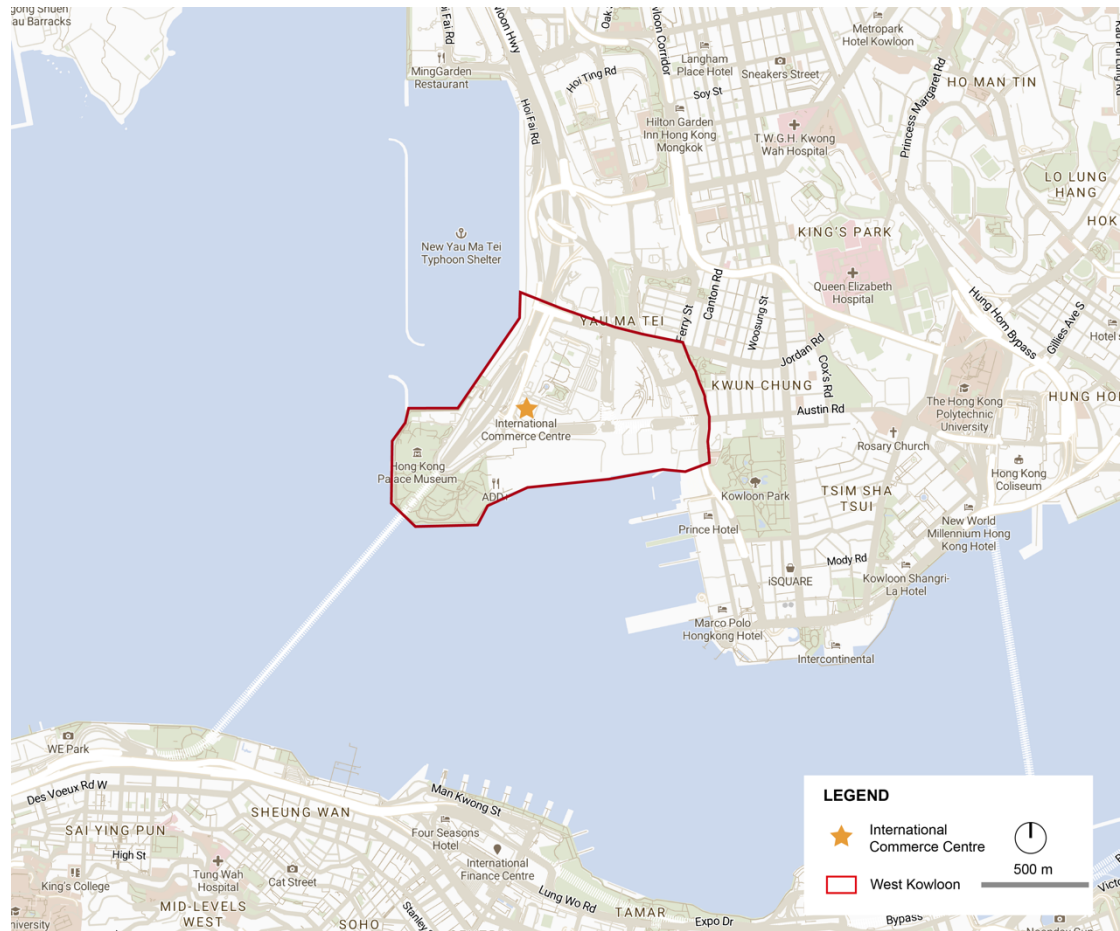 gong Shuen
au Barracks
Hoi Fai Rd
wloon Hwy
Oak
wloon Corridor
Metropark
Hotel Kowloon
MingGarden
Restaurant
Langham
Place Hotel
Sneakers Street
HO MAN TIN
Hoi Ting Rd
Soy St
Hoi Fai Rd
Hilton Garden
Inn Hong Kong
Mongkok
T.W.G.H. Kwong
Wah Hospital
Princess Margaret Rd
LO LUNG
HANG
HOK
New Yau Ma Tei
Typhoon Shelter
KING'S PARK
Queen Elizabeth
Hospital
Canton Rd
Ferry St
Woosung St
Hung Hom Bypass
Gillies Ave S
Hotel
YAU MA TEI
Jordan Rd
KWUN CHUNG
Cox's Rd
The Hong Kong
Polytechnic
University
HUNG HO
Austin Rd
International
Commerce Centre
Rosary Church
Hong Kong
Palace Museum
Hong Kong
Coliseum
ADD+
Kowloon Park
TSIM SHA
TSUI
Prince Hotel
New World
Millennium Hong
Kong Hotel
Mody Rd
iSQUARE
Kowloon Shangri-
La Hotel
Marco Polo
Hongkong Hotel
Intercontinental
WE Park
Des Voeux Rd W
Man Kwong St
SHEUNG WAN
SAI YING PUN
High St
Four Seasons
Hotel
Tung Wah
Hospital
Cat Street
International
Finance Centre
King's College
MID-LEVELS
WEST
Lung Wo Rd
niversity
SOHO
Stanley
TAMAR
Expo Dr
Bypass
Victo
LEGEND
International
Commerce Centre
500 m
West Kowloon